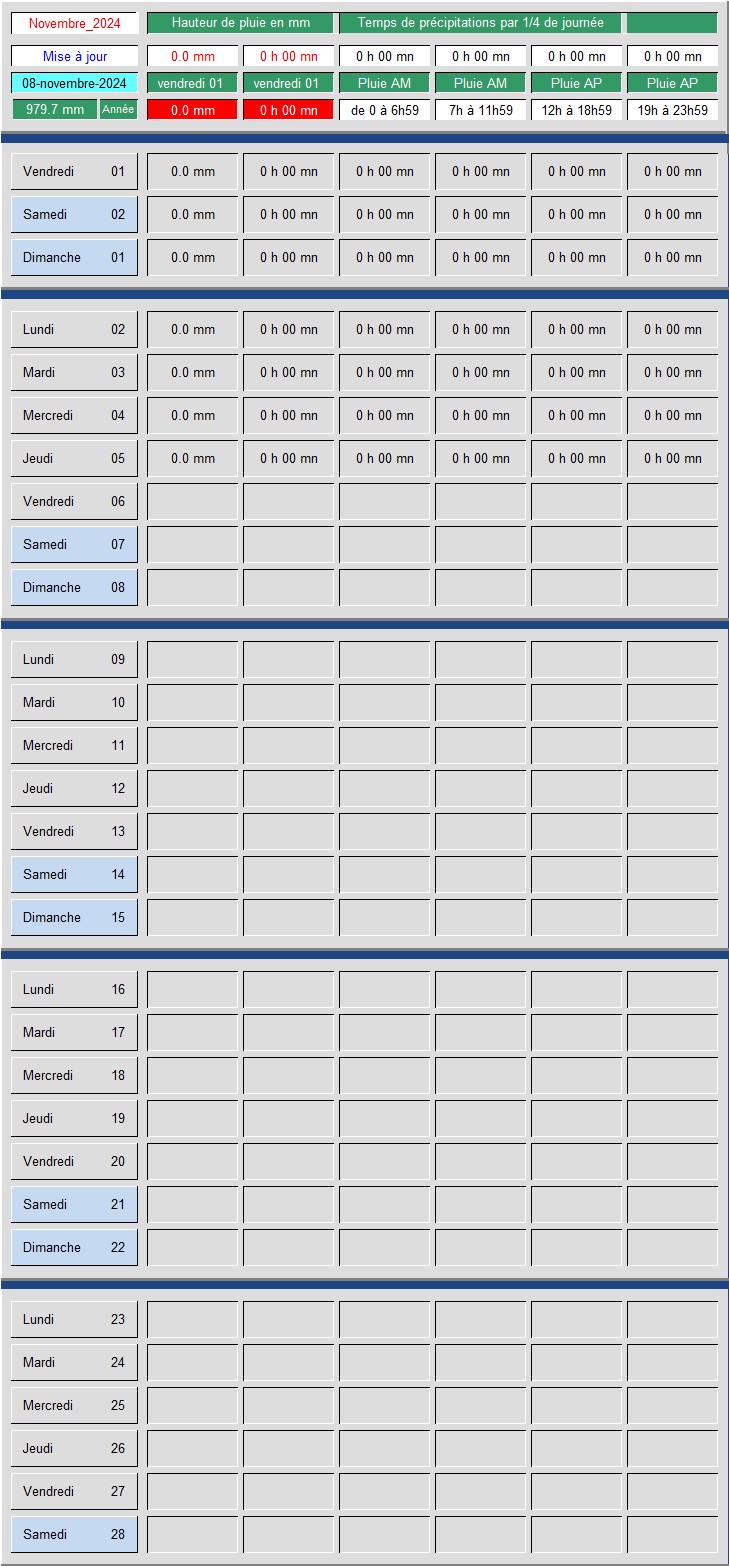 Novembre_2024 Hauteur de pluie en mm Temps de précipitations par 1/4 de journée
Mise à jour 0.0 mm 0 h 00 mn 0 h 00 mn 0 h 00 mn 0 h 00 mn 0 h 00 mn
08-novembre-2024 vendredi 01 vendredi 01 Pluie AM Pluie AM Pluie AP Pluie AP
979.7 mm Année 0.0 mm 0 h 00 mn de 0 à 6h59 7h à 11h59 12h à 18h59 19h à 23h59
Vendredi 01 0.0 mm 0 h 00 mn 0 h 00 mn 0 h 00 mn 0 h 00 mn 0 h 00 mn
Samedi 02 0.0 mm 0 h 00 mn 0 h 00 mn 0 h 00 mn 0 h 00 mn 0 h 00 mn
Dimanche 01 0.0 mm 0 h 00 mn 0 h 00 mn 0 h 00 mn 0 h 00 mn 0 h 00 mn
Lundi 02 0.0 mm 0 h 00 mn 0 h 00 mn 0 h 00 mn 0 h 00 mn 0 h 00 mn
Mardi 03 0.0 mm 0 h 00 mn 0 h 00 mn 0 h 00 mn 0 h 00 mn 0 h 00 mn
Mercredi 04 0.0 mm 0 h 00 mn 0 h 00 mn 0 h 00 mn 0 h 00 mn 0 h 00 mn
Jeudi 05 0.0 mm 0 h 00 mn 0 h 00 mn 0 h 00 mn 0 h 00 mn 0 h 00 mn
Vendredi 06
Samedi 07
Dimanche 08
Lundi 09
Mardi 10
Mercredi 11
Jeudi 12
Vendredi 13
Samedi 14
Dimanche 15
Lundi 16
Mardi 17
Mercredi 18
Jeudi 19
Vendredi 20
Samedi 21
Dimanche 22
Lundi 23
Mardi 24
Mercredi 25
Jeudi 26
Vendredi 27
Samedi 28